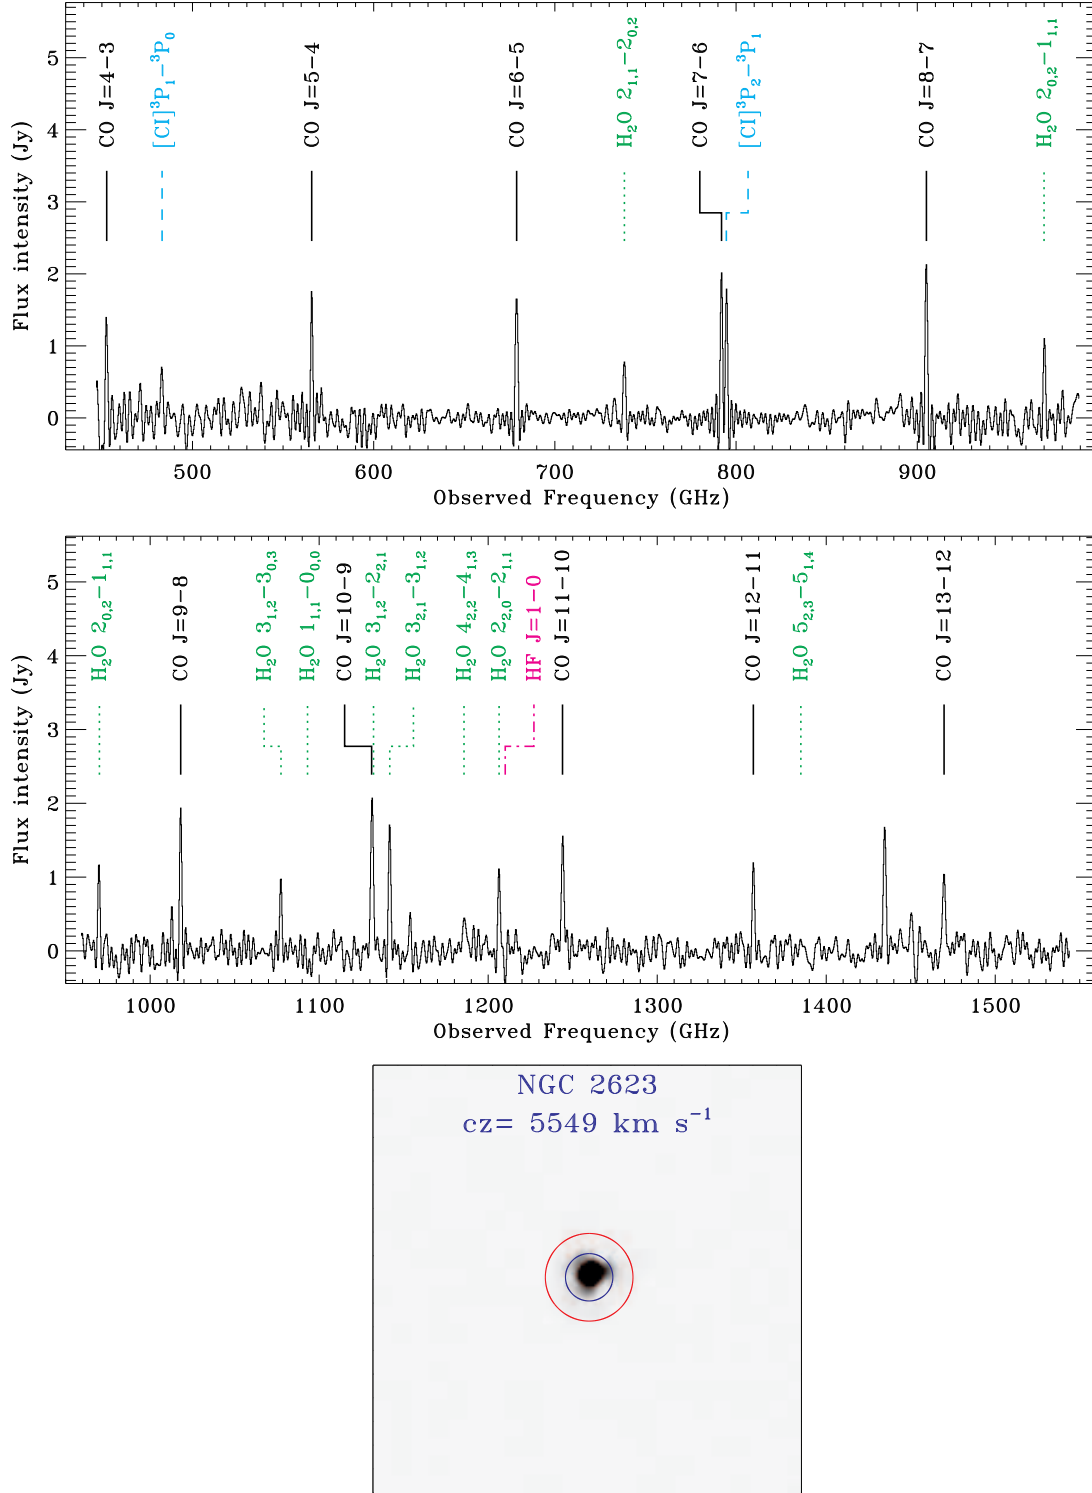 CO J=4−3
[CI]³P₁−³P₀
CO J=5−4
CO J=6−5
H₂O 2₁,₁−2₀,₂
CO J=7−6
[CI]³P₂−³P₁
CO J=8−7
H₂O 2₀,₂−1₁,₁
Flux intensity (Jy)
5
4
3
2
1
0
500 600 700 800 900
Observed Frequency (GHz)
H₂O 2₀,₂−1₁,₁
CO J=9−8
H₂O 3₁,₂−3₀,₃
H₂O 1₁,₁−0₀,₀
CO J=10−9
H₂O 3₁,₂−2₂,₁
H₂O 3₂,₁−3₁,₂
H₂O 4₂,₂−4₁,₃
H₂O 2₂,₀−2₁,₁
HF J=1−0
CO J=11−10
CO J=12−11
H₂O 5₂,₃−5₁,₄
CO J=13−12
Flux intensity (Jy)
5
4
3
2
1
0
1000 1100 1200 1300 1400 1500
Observed Frequency (GHz)
NGC 2623
cz= 5549 km s⁻¹